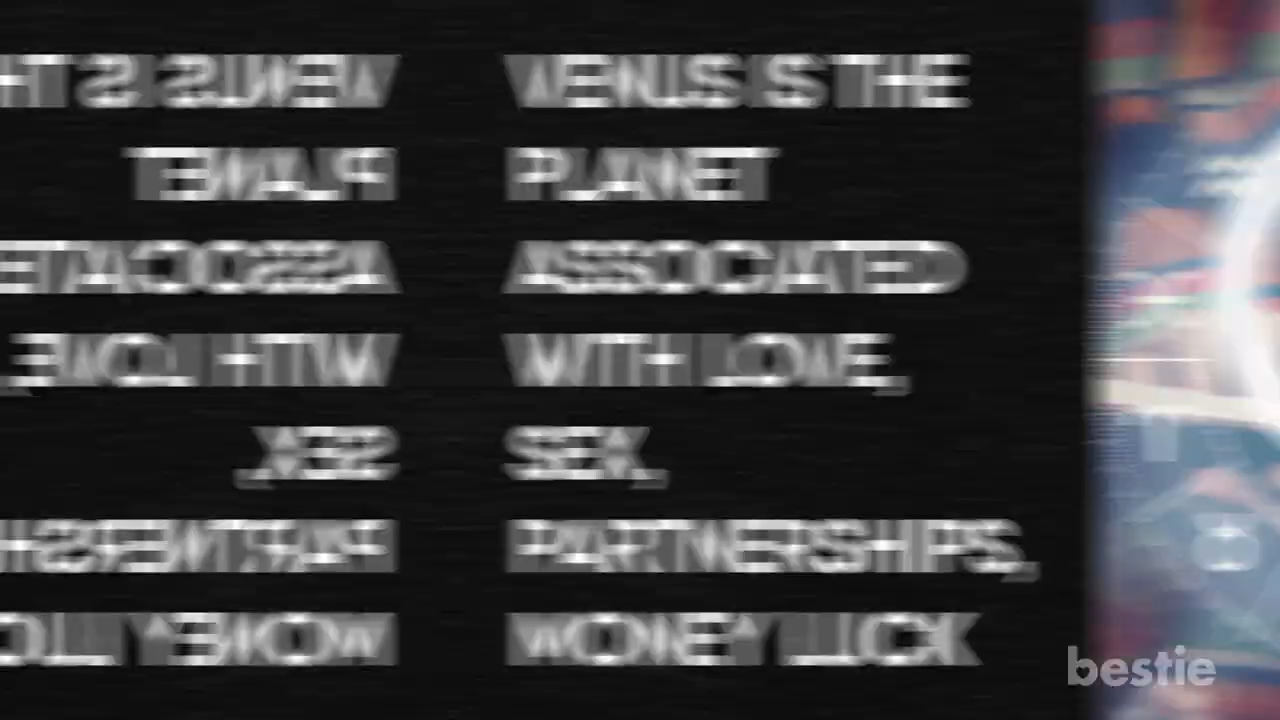 VENUS IS THE
PLANET
ASSOCIATED
WITH LOVE,
SEX,
PARTNERSHIPS,
MONEY LUCK
bestie